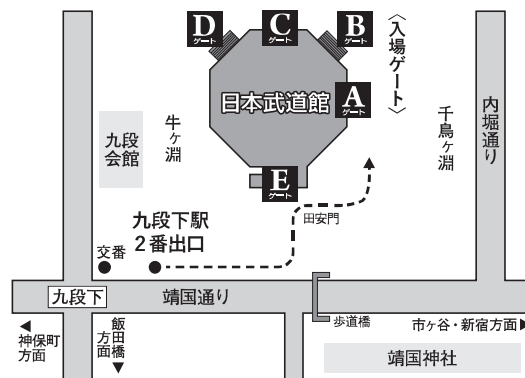 D
ゲート
C
ゲート
B
ゲート
〈入場ゲート〉
日本武道館
A
ゲート
内堀通り
千鳥ヶ淵
牛ヶ淵
九段
会館
E
ゲート
九段下駅
2番出口
田安門
交番
九段下
靖国通り
歩道橋
市ヶ谷・新宿方面▶
◀
神保町
方面
飯田橋
方面
▼
靖国神社